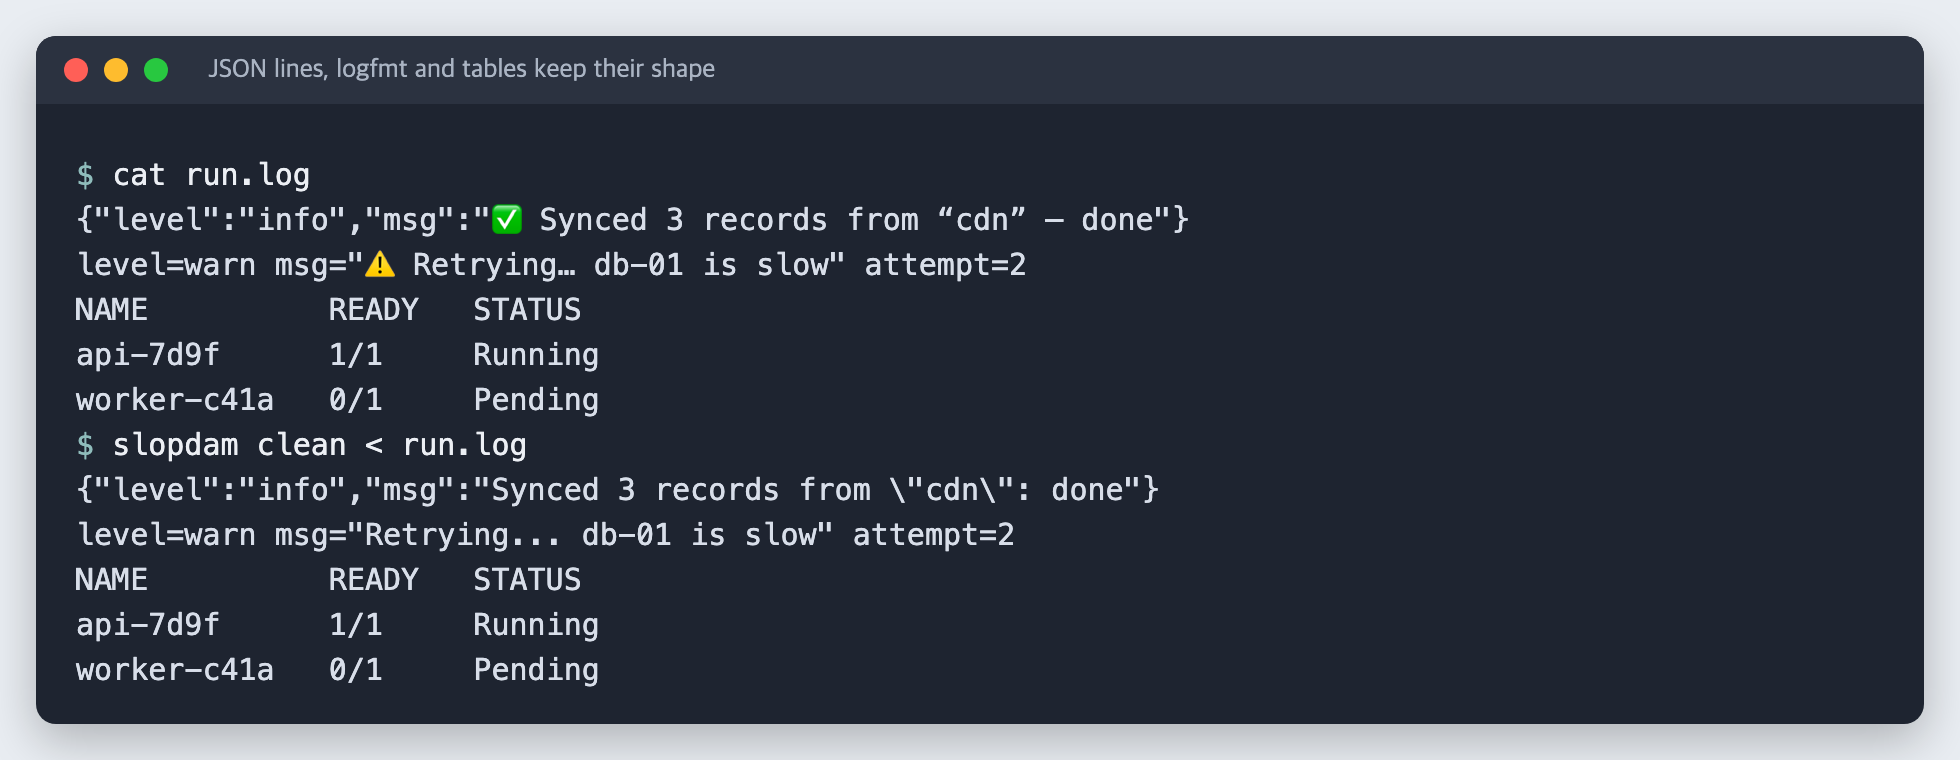 JSON lines, logfmt and tables keep their shape
$ cat run.log
{"level":"info","msg":"✅ Synced 3 records from “cdn” — done"}
level=warn msg="⚠️ Retrying… db-01 is slow" attempt=2
NAME          READY   STATUS
api-7d9f      1/1     Running
worker-c41a   0/1     Pending
$ slopdam clean < run.log
{"level":"info","msg":"Synced 3 records from \"cdn\": done"}
level=warn msg="Retrying... db-01 is slow" attempt=2
NAME          READY   STATUS
api-7d9f      1/1     Running
worker-c41a   0/1     Pending